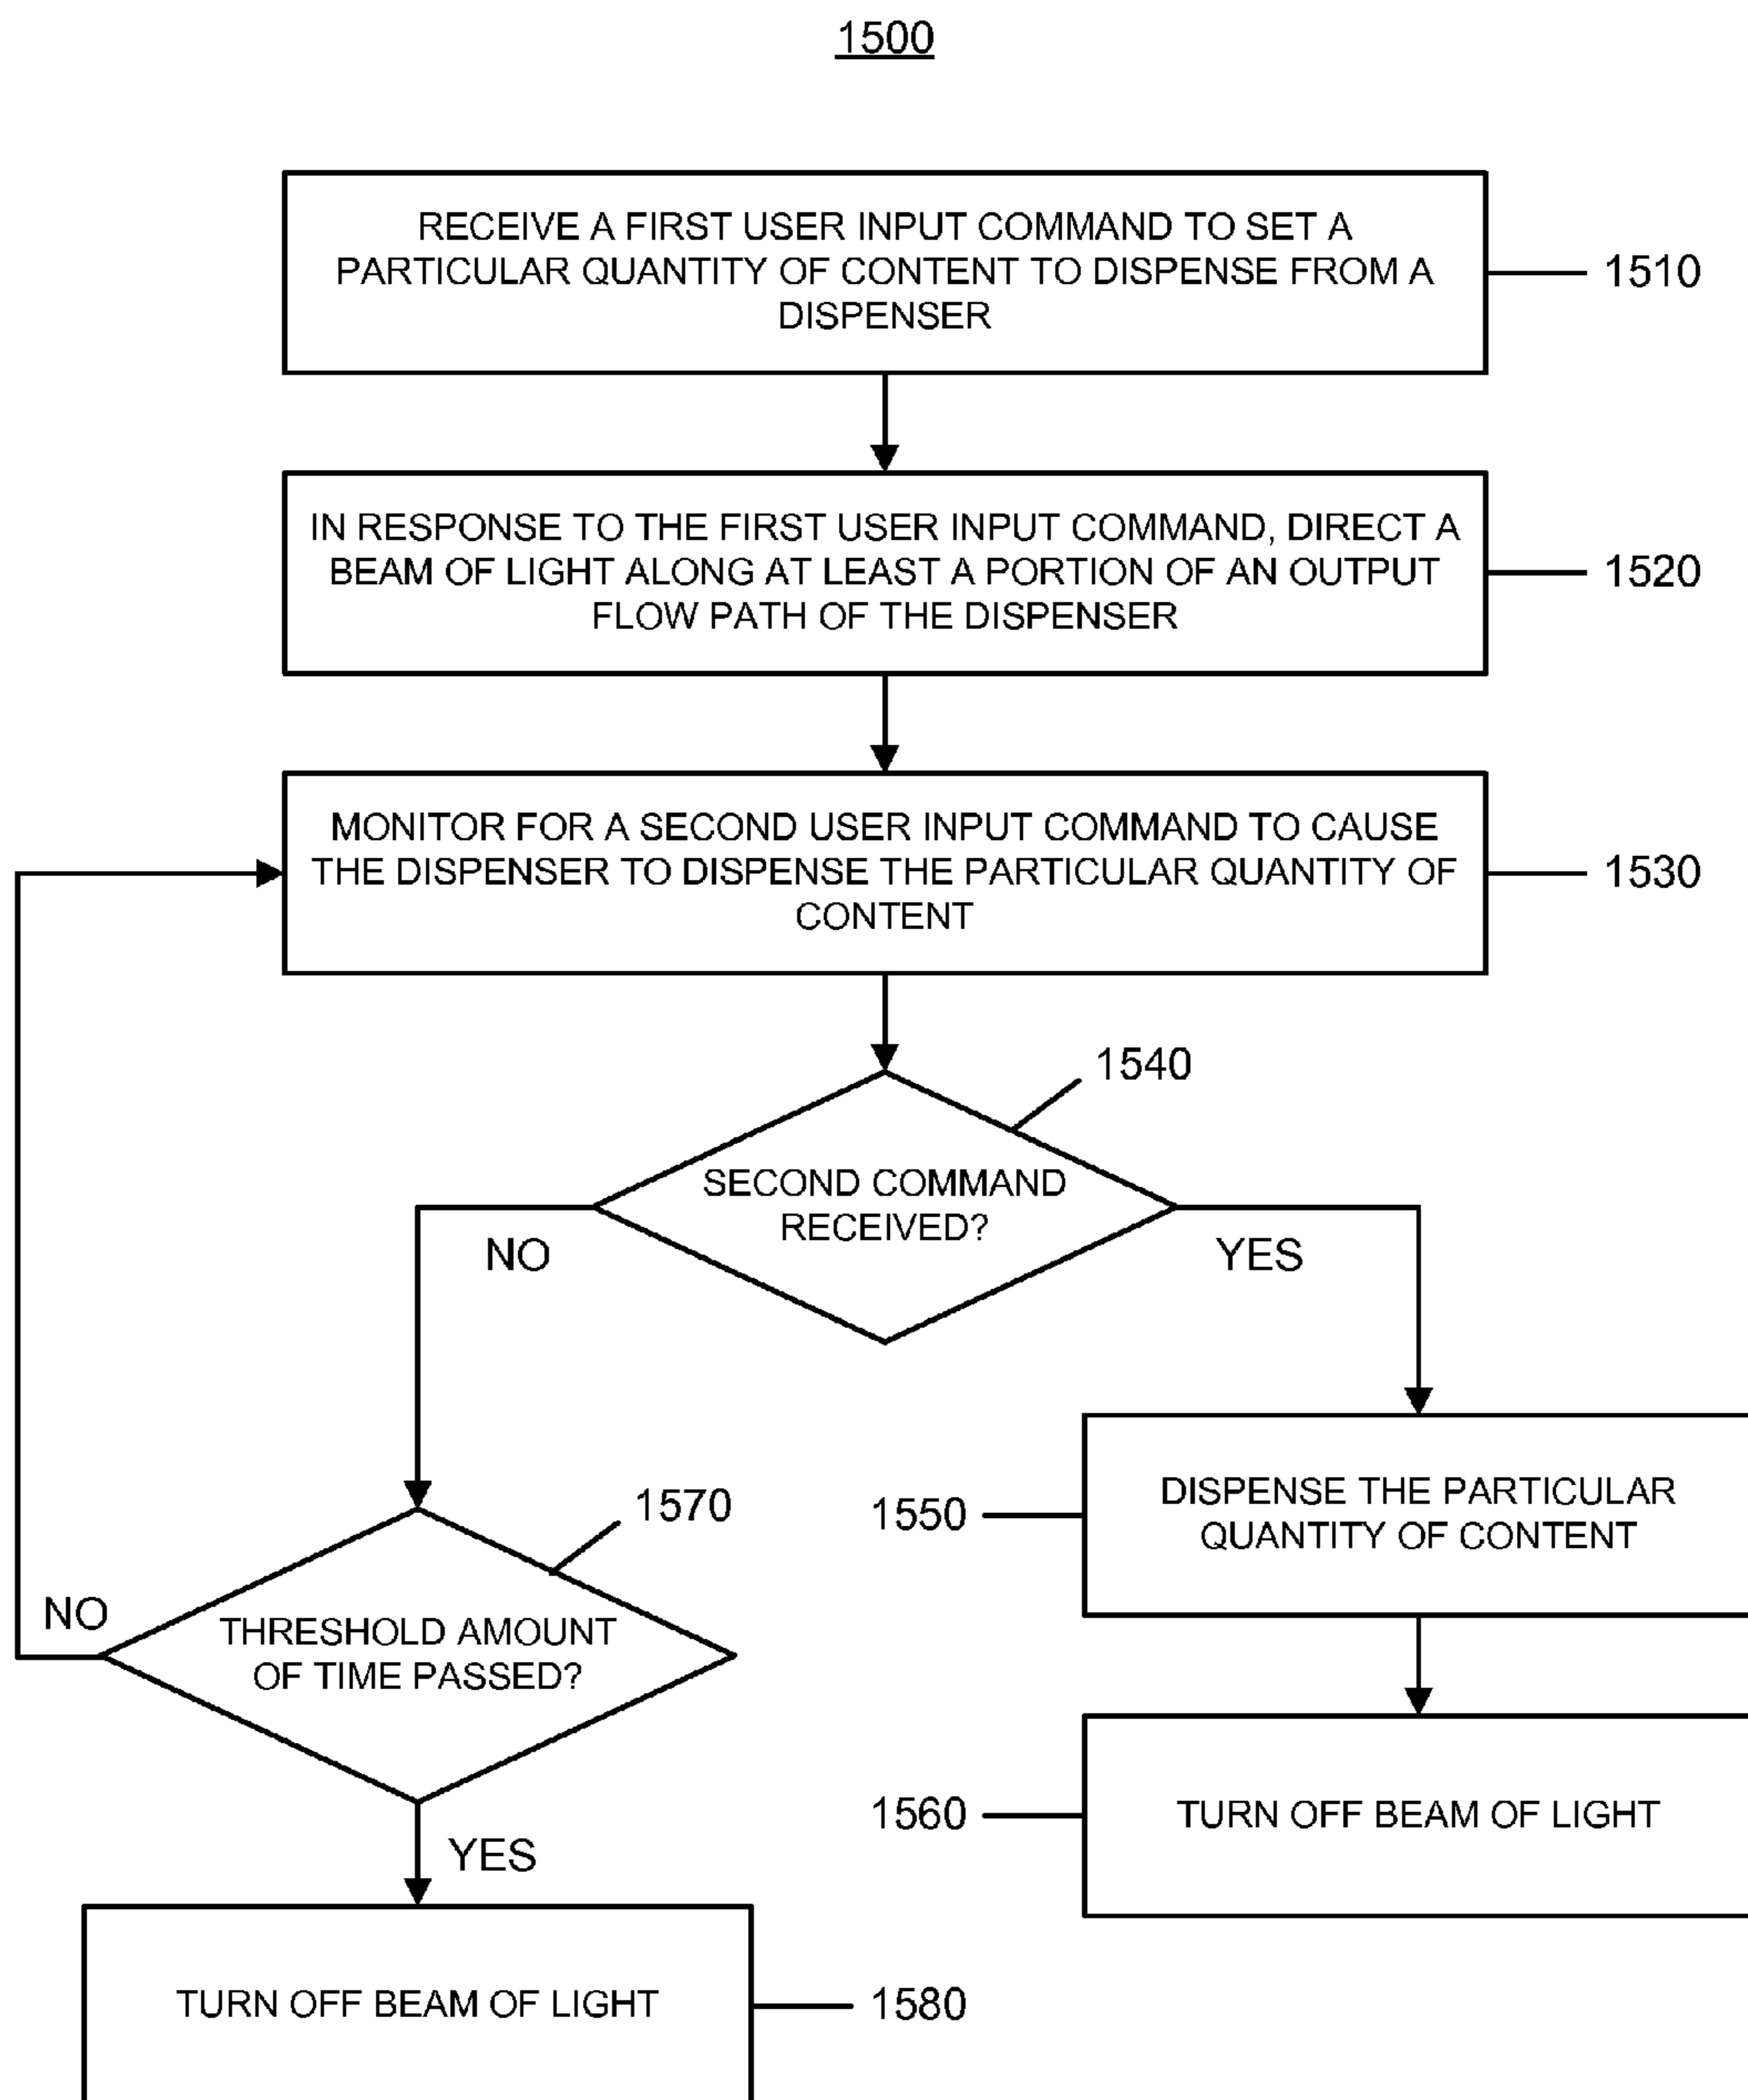 1500
RECEIVE A FIRST USER INPUT COMMAND TO SET A
PARTICULAR QUANTITY OF CONTENT TO DISPENSE FROM A
DISPENSER
1510
IN RESPONSE TO THE FIRST USER INPUT COMMAND, DIRECT A
BEAM OF LIGHT ALONG AT LEAST A PORTION OF AN OUTPUT
FLOW PATH OF THE DISPENSER
1520
MONITOR FOR A SECOND USER INPUT COMMAND TO CAUSE
THE DISPENSER TO DISPENSE THE PARTICULAR QUANTITY OF
CONTENT
1530
1540
SECOND COMMAND
RECEIVED?
NO
YES
1570
THRESHOLD AMOUNT
OF TIME PASSED?
NO
YES
1550
DISPENSE THE PARTICULAR
QUANTITY OF CONTENT
1560
TURN OFF BEAM OF LIGHT
TURN OFF BEAM OF LIGHT
1580